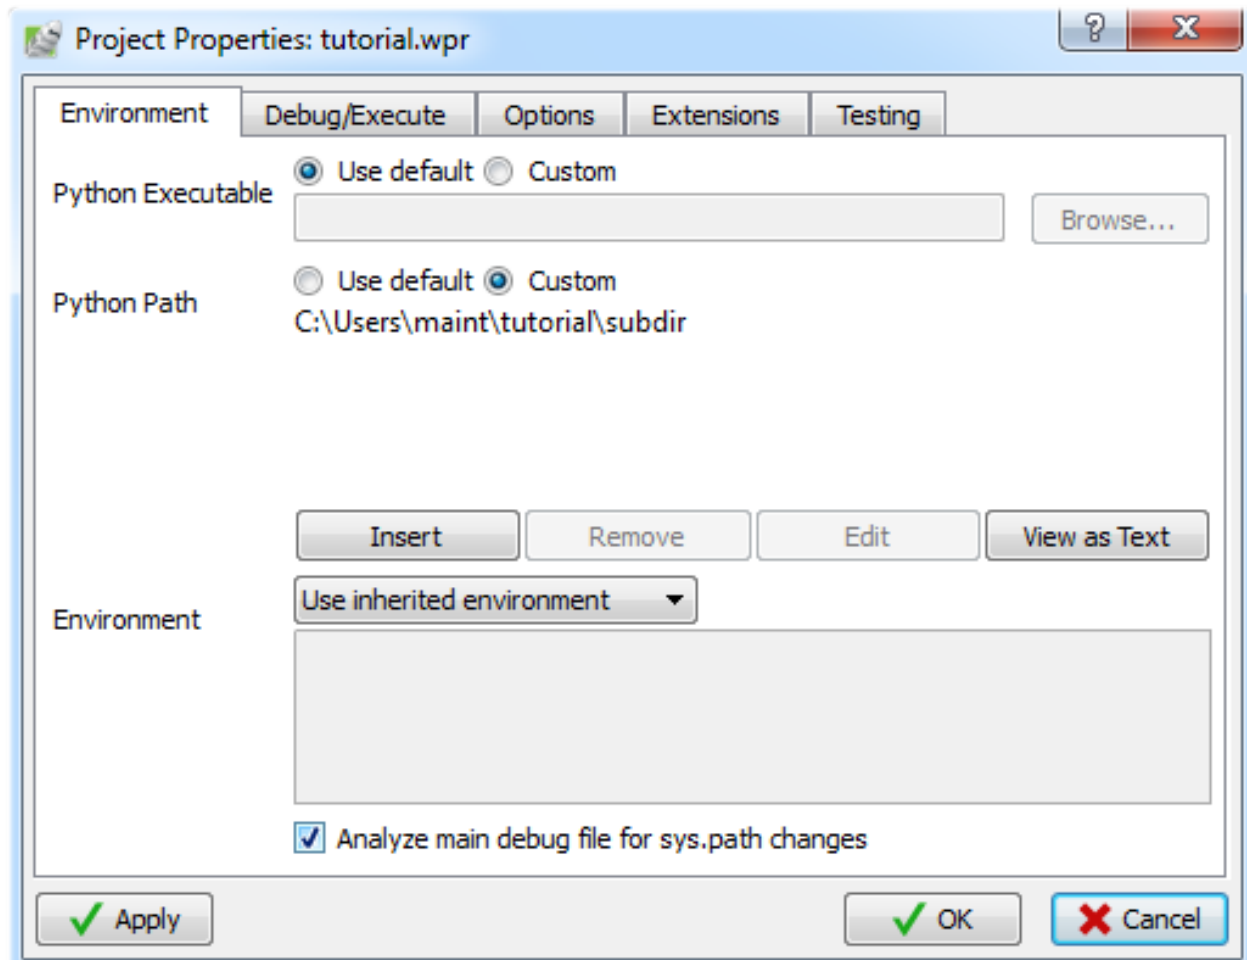 Project Properties: tutorial.wpr
?
Environment Debug/Execute Options Extensions Testing
Python Executable
Use default Custom
Browse...
Python Path
Use default Custom
C:\Users\maint\tutorial\subdir
Insert Remove Edit View as Text
Environment
Use inherited environment
Analyze main debug file for sys.path changes
Apply OK Cancel